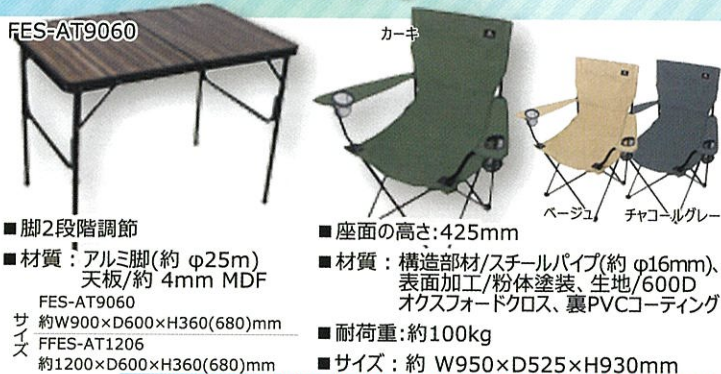 FES-AT9060
カーキ
ベージュ
チャコールグレー
■脚2段階調節
■材質：アルミ脚(約 φ25m)
天板/約 4mm MDF
サイズ
FES-AT9060
約W900×D600×H360(680)mm
FFES-AT1206
約1200×D600×H360(680)mm
■座面の高さ:425mm
■材質：構造部材/スチールパイプ(約 φ16mm)、
表面加工/粉体塗装、生地/600D
オクスフォードクロス、裏PVCコーティング
■耐荷重:約100kg
■サイズ：約 W950×D525×H930mm